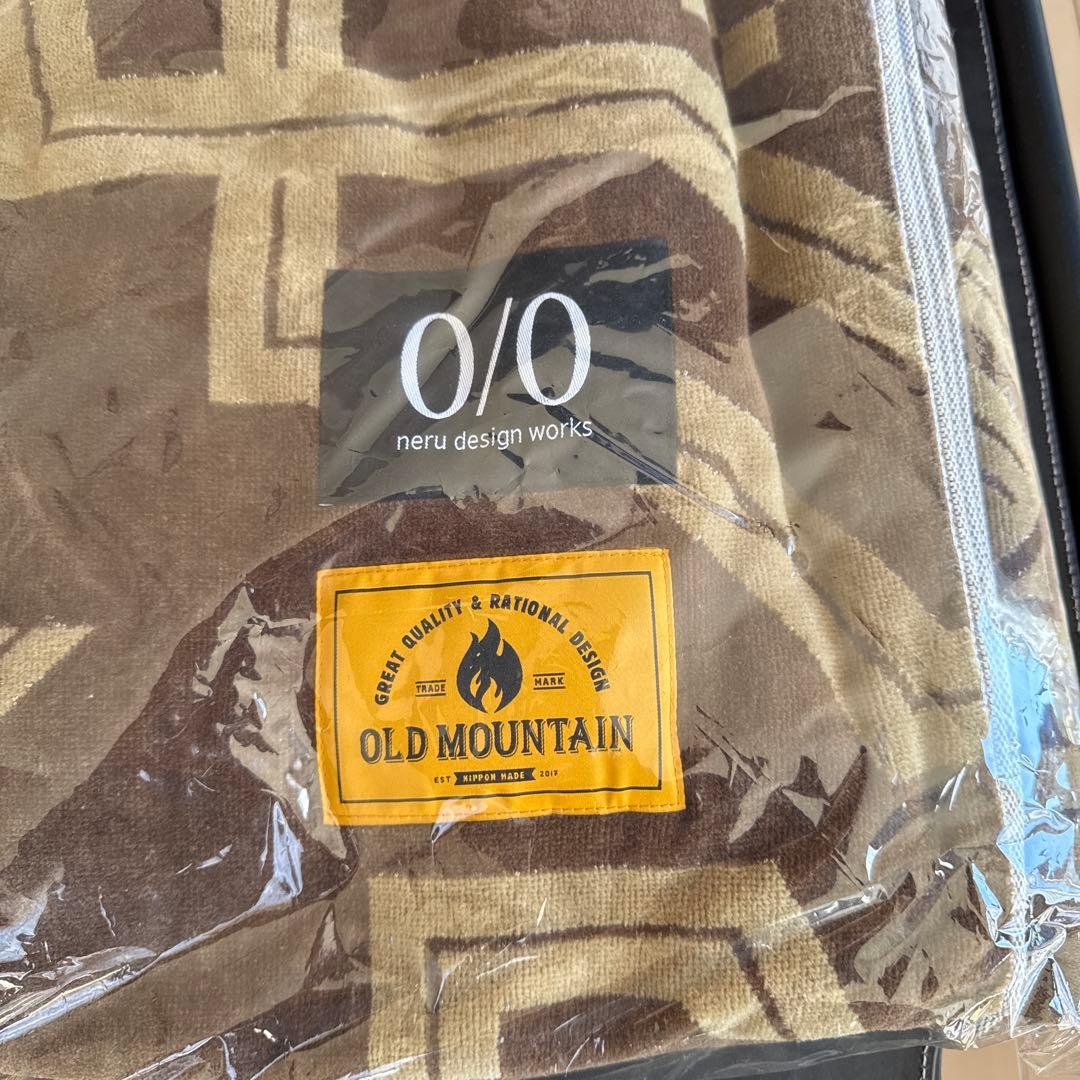 0/0
neru design works
GREAT QUALITY & RATIONAL DESIGN
TRADE MARK
OLD MOUNTAIN
EST NIPPON MADE 2017